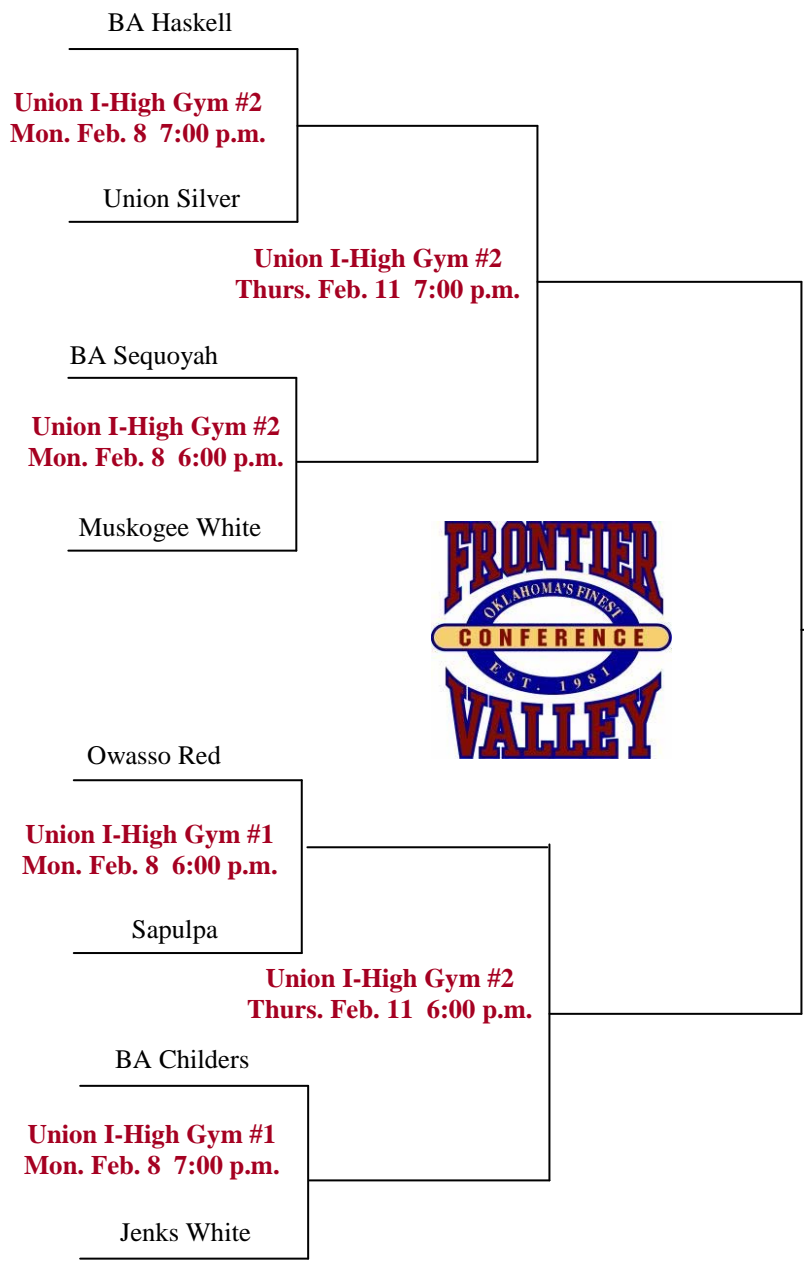 BA Haskell
Union I-High Gym #2
Mon. Feb. 8 7:00 p.m.
Union Silver
Union I-High Gym #2
Thurs. Feb. 11 7:00 p.m.
BA Sequoyah
Union I-High Gym #2
Mon. Feb. 8 6:00 p.m.
Muskogee White
FRONTIER
OKLAHOMA'S FINEST
CONFERENCE
EST. 1981
VALLEY
Owasso Red
Union I-High Gym #1
Mon. Feb. 8 6:00 p.m.
Sapulpa
Union I-High Gym #2
Thurs. Feb. 11 6:00 p.m.
BA Childers
Union I-High Gym #1
Mon. Feb. 8 7:00 p.m.
Jenks White